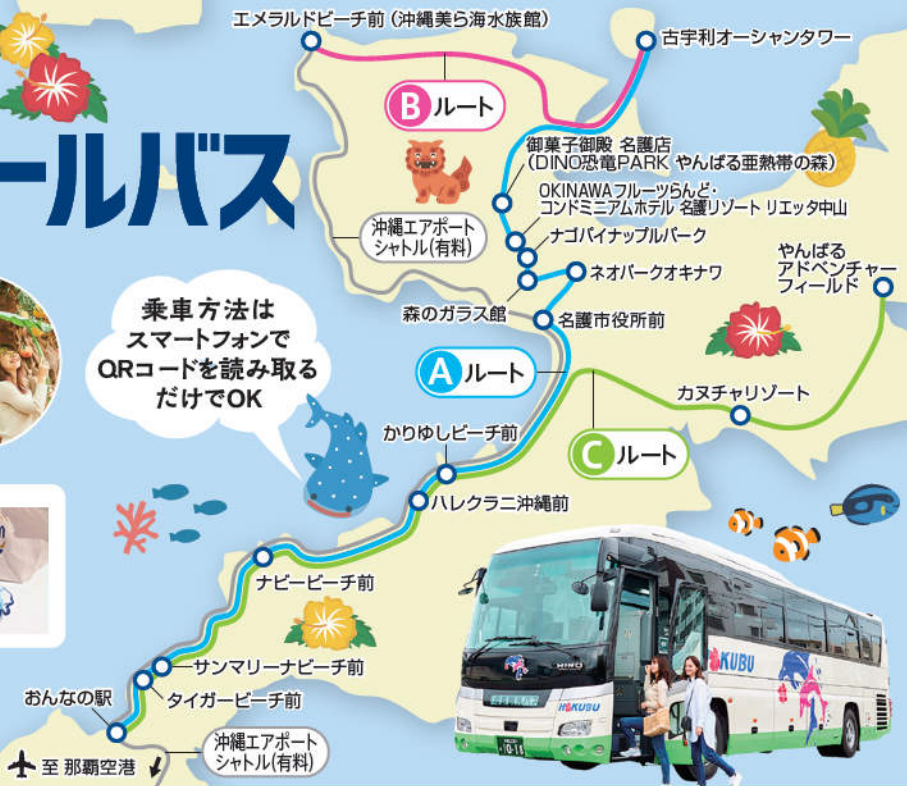 エメラルドビーチ前(沖縄美ら海水族館)
古宇利オーシャンタワー
Bルート
ールバス
御菓子御殿 名護店
(DINO恐竜PARK やんばる亜熱帯の森)
OKINAWAフルーツらんど・
コンドミニアムホテル 名護リゾート リエッタ中山
沖縄エアポート
シャトル(有料)
ナゴパイナップルパーク
やんばる
アドベンチャー
フィールド
ネオパークオキナワ
森のガラス館
名護市役所前
乗車方法は
スマートフォンで
QRコードを読み取る
だけでOK
Aルート
カヌチャリゾート
かりゆしビーチ前
Cルート
ハレクラニ沖縄前
ナビービーチ前
サンマリーナビーチ前
タイガービーチ前
おんなの駅
沖縄エアポート
シャトル(有料)
至 那覇空港
HINO
HOKUBU
KUBU
10-18